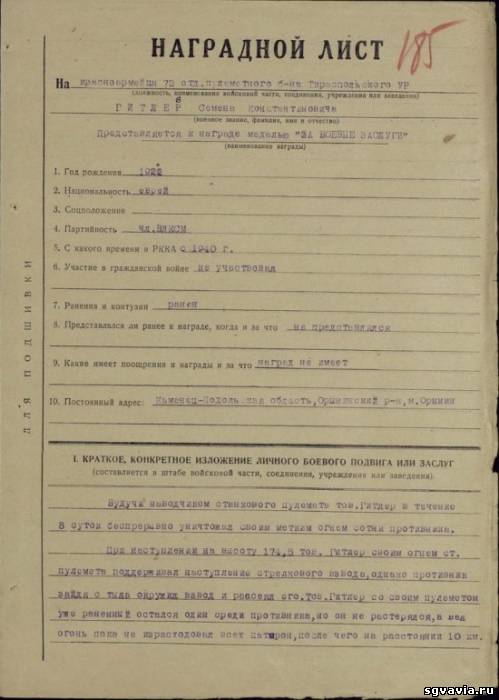 НАГРАДНОЙ ЛИСТ
185
На красноармейца 73 отд.пулеметного б-на Тираспольского УР
(должность, наименование войсковой части, соединения, учреждения или заведения)
ГИТЛЕР Семена Константиновича
(военное звание, фамилия, имя и отчество)
Представляется к награде медалью "ЗА БОЕВЫЕ ЗАСЛУГИ"
(наименование награды)
1. Год рождения 1922
2. Национальность еврей
3. Соцположение
4. Партийность чл.ВЛКСМ
5. С какого времени в РККА с 1940 г.
6. Участие в гражданской войне не участвовал
7. Ранения и контузии ранен
8. Представлялся ли ранее к награде, когда и за что не представлялся
9. Какие имеет поощрения и награды и за что наград не имеет
10. Постоянный адрес: Каменец-Подольская область,Орынинский р-н,м.Орынин
ДЛЯ ПОДШИВКИ
I. КРАТКОЕ, КОНКРЕТНОЕ ИЗЛОЖЕНИЕ ЛИЧНОГО БОЕВОГО ПОДВИГА ИЛИ ЗАСЛУГ
(составляется в штабе войсковой части, соединения, учреждения или заведения).
Будучи наводчиком станкового пулемета тов.Гитлер в течение
8 суток беспрерывно уничтожал своим метким огнем сотни противника.
При наступлении на высоту 174,5 тов. Гитлер своим огнем ст.
пулемета поддерживал наступление стрелкового взвода,однако противник
зайдя с тыла окружил взвод и рассеял его,Тов.Гитлер со своим пулеметом
уже раненный остался один среди противника,но он не растерялся,а вел
огонь пока не израсходовал всех патрон,после чего на расстоянии 10 км.
sgvavia.ru